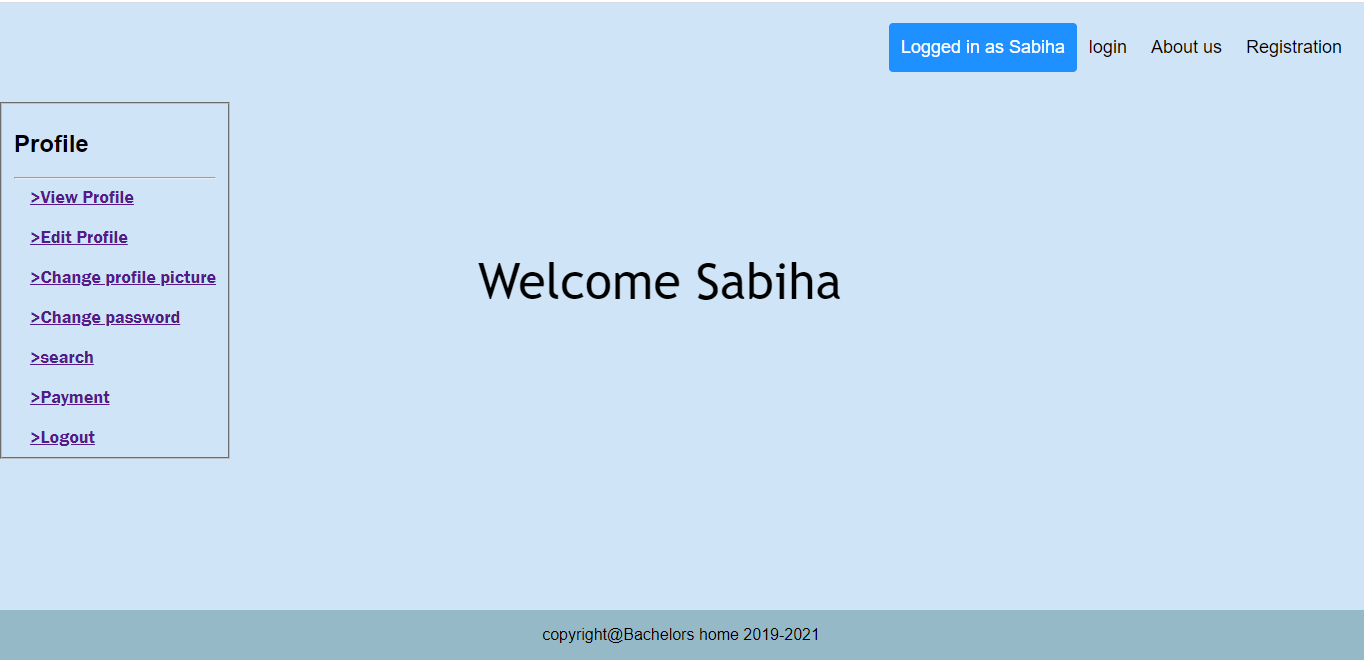 Logged in as Sabiha login About us Registration
Profile
>View Profile
>Edit Profile
>Change profile picture
>Change password
>search
>Payment
>Logout
Welcome Sabiha
copyright@Bachelors home 2019-2021